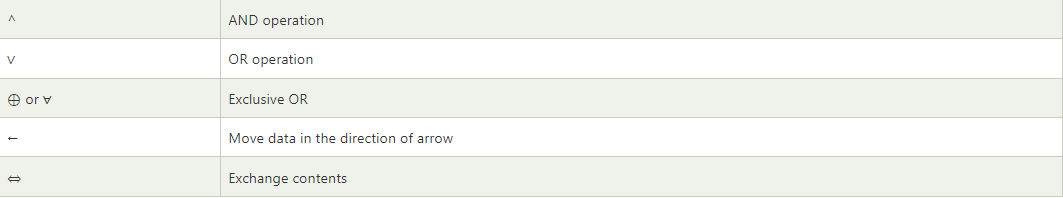 ^ AND operation
∨ OR operation
⊕ or ∀ Exclusive OR
← Move data in the direction of arrow
⇔ Exchange contents